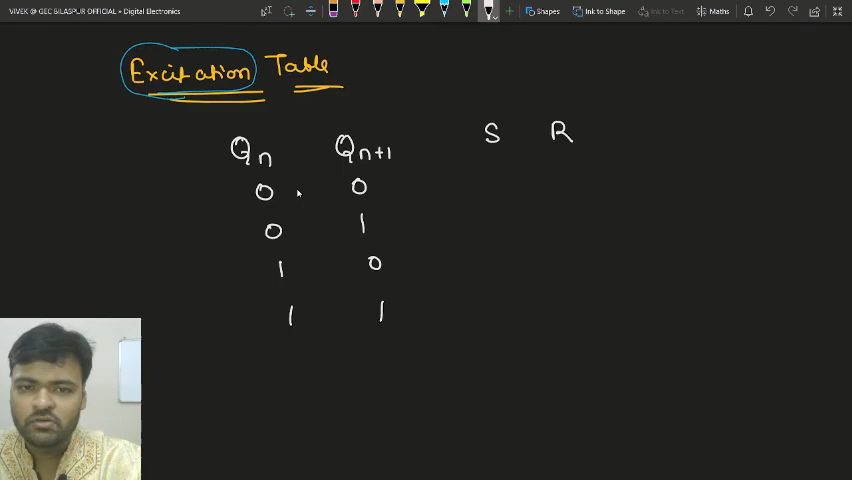 VIVEK @ GEC BILASPUR OFFICIAL » Digital Electronics
Shapes Ink to Shape Ink to Text Maths
Excitation Table
Qn Qn+1 S R
0 0
0 1
1 0
1 1